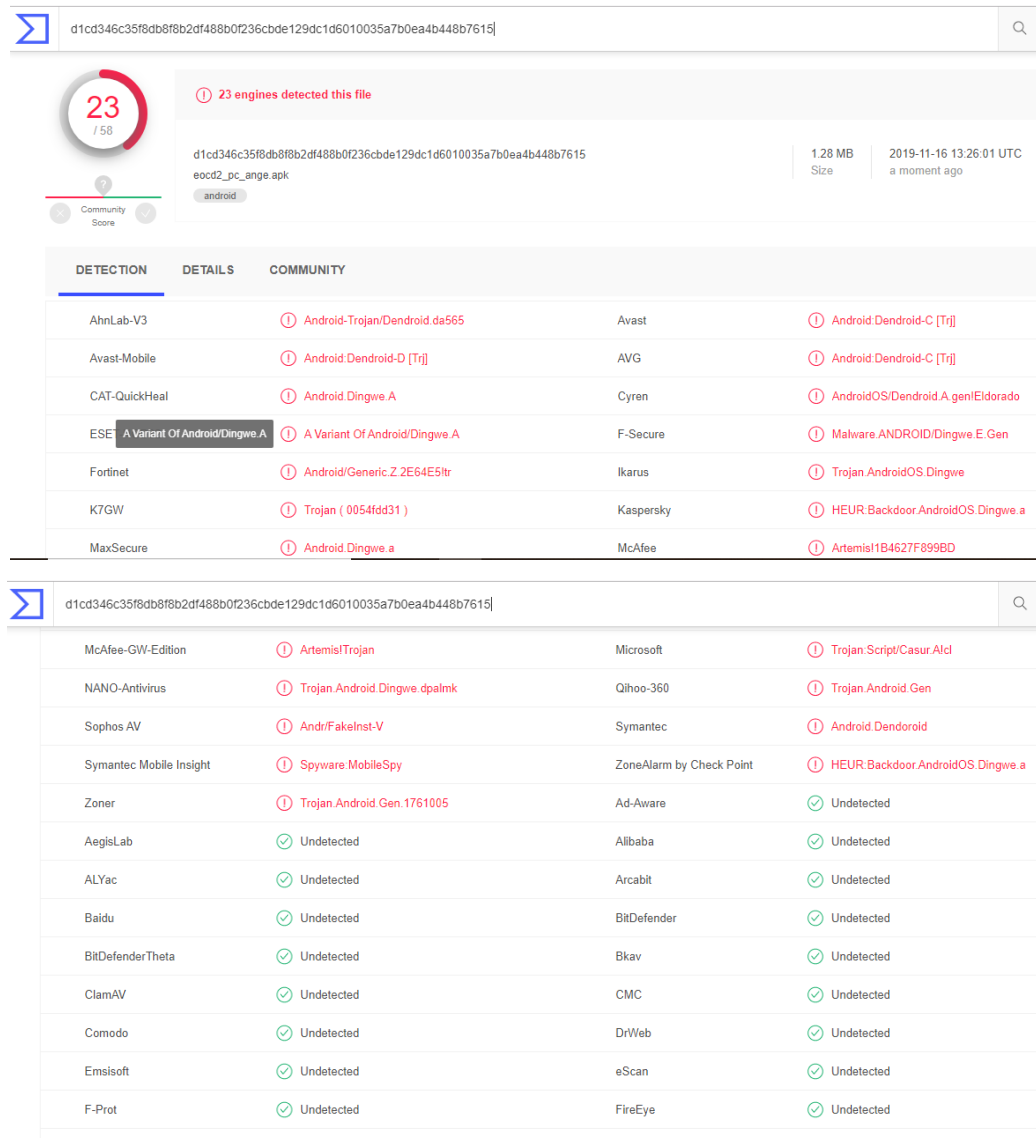 d1cd346c35f8db8f8b2df488b0f236cbde129dc1d6010035a7b0ea4b448b7615
23
/ 58
23 engines detected this file
d1cd346c35f8db8f8b2df488b0f236cbde129dc1d6010035a7b0ea4b448b7615
eocd2_pc_ange.apk
android
1.28 MB
Size
2019-11-16 13:26:01 UTC
a moment ago
?
Community
Score
DETECTION DETAILS COMMUNITY
AhnLab-V3 Android-Trojan/Dendroid.da565 Avast Android:Dendroid-C [Trj]
Avast-Mobile Android:Dendroid-D [Trj] AVG Android:Dendroid-C [Trj]
CAT-QuickHeal Android.Dingwe.A Cyren AndroidOS/Dendroid.A.gen!Eldorado
ESET A Variant Of Android/Dingwe.A A Variant Of Android/Dingwe.A F-Secure Malware.ANDROID/Dingwe.E.Gen
Fortinet Android/Generic.Z.2E64E5!tr Ikarus Trojan.AndroidOS.Dingwe
K7GW Trojan ( 0054fdd31 ) Kaspersky HEUR:Backdoor.AndroidOS.Dingwe.a
MaxSecure Android.Dingwe.a McAfee Artemis!1B4627F899BD
d1cd346c35f8db8f8b2df488b0f236cbde129dc1d6010035a7b0ea4b448b7615
McAfee-GW-Edition Artemis!Trojan Microsoft Trojan:Script/Casur.A!cl
NANO-Antivirus Trojan.Android.Dingwe.dpalmk Qihoo-360 Trojan.Android.Gen
Sophos AV Andr/FakeInst-V Symantec Android.Dendoroid
Symantec Mobile Insight Spyware:MobileSpy ZoneAlarm by Check Point HEUR:Backdoor.AndroidOS.Dingwe.a
Zoner Trojan.Android.Gen.1761005 Ad-Aware Undetected
AegisLab Undetected Alibaba Undetected
ALYac Undetected Arcabit Undetected
Baidu Undetected BitDefender Undetected
BitDefenderTheta Undetected Bkav Undetected
ClamAV Undetected CMC Undetected
Comodo Undetected DrWeb Undetected
Emsisoft Undetected eScan Undetected
F-Prot Undetected FireEye Undetected